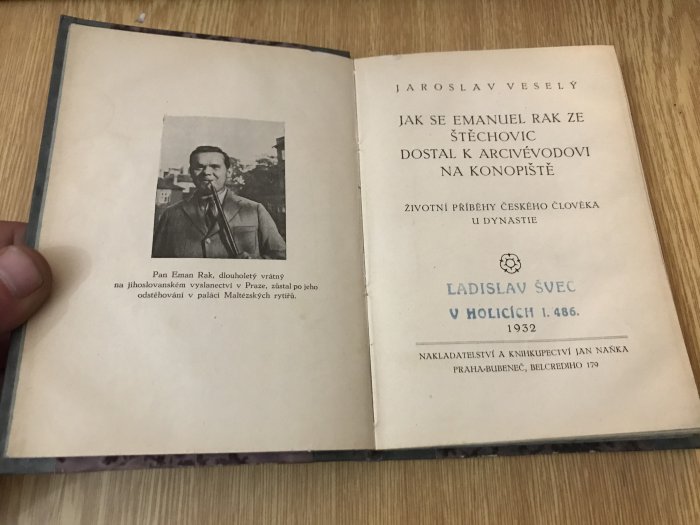 Pan Eman Rak, dlouholetý vrátný
na jihoslovanském vyslanectví v Praze, zůstal po jeho
odstěhování v paláci Maltézských rytířů.
JAROSLAV VESELÝ
JAK SE EMANUEL RAK ZE
ŠTĚCHOVIC
DOSTAL K ARCIVÉVODOVI
NA KONOPIŠTĚ
ŽIVOTNÍ PŘÍBĚHY ČESKÉHO ČLOVĚKA
U DYNASTIE
LADISLAV ŠVEC
V HOLICÍCH I. 486.
1932
NAKLADATELSTVÍ A KNIHKUPECTVÍ JAN NAŇKA
PRAHA-BUBENEČ, BELCREDIHO 179